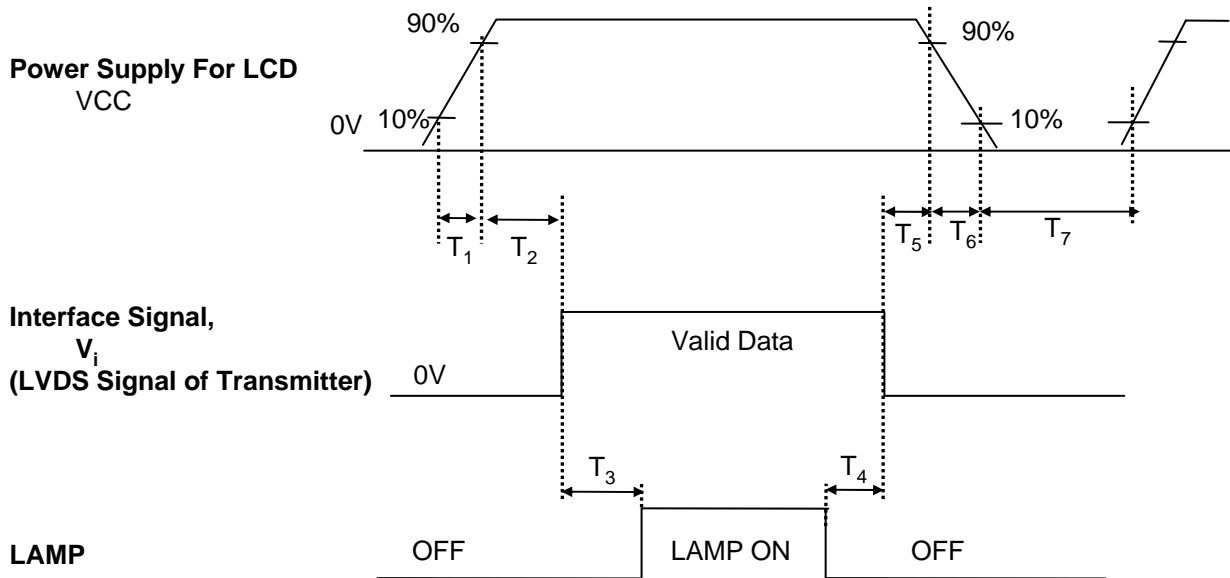 90%
90%
Power Supply For LCD
VCC
0V
10%
10%
T1
T2
T5
T6
T7
Interface Signal,
Vi
(LVDS Signal of Transmitter)
0V
Valid Data
T3
T4
LAMP
OFF
LAMP ON
OFF